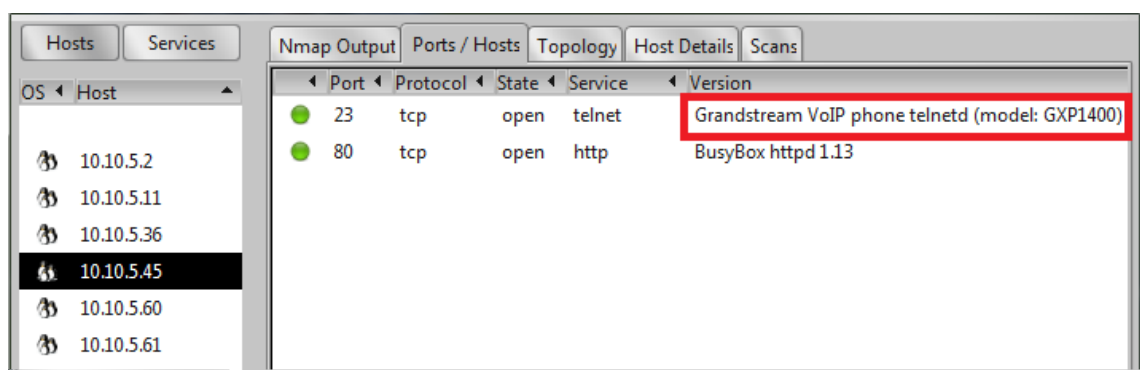 Hosts Services
Nmap Output Ports / Hosts Topology Host Details Scans
OS Host
Port Protocol State Service Version
23 tcp open telnet Grandstream VoIP phone telnetd (model: GXP1400)
80 tcp open http BusyBox httpd 1.13
10.10.5.2
10.10.5.11
10.10.5.36
10.10.5.45
10.10.5.60
10.10.5.61